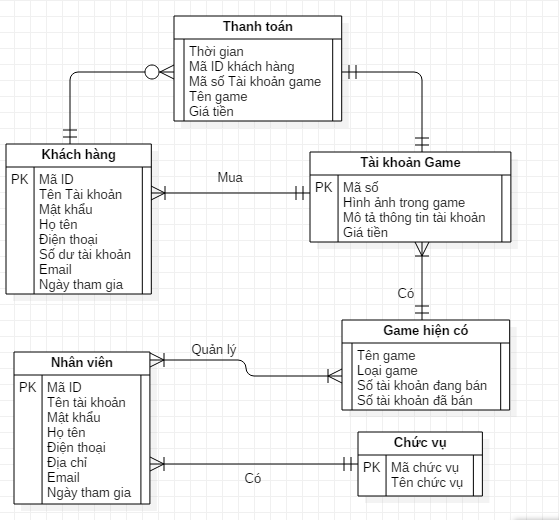 Thanh toán
Thời gian
Mã ID khách hàng
Mã số Tài khoản game
Tên game
Giá tiền
Khách hàng
PK
Mã ID
Tên Tài khoản
Mật khẩu
Họ tên
Điện thoại
Số dư tài khoản
Email
Ngày tham gia
Mua
Tài khoản Game
PK
Mã số
Hình ảnh trong game
Mô tả thông tin tài khoản
Giá tiền
Có
Game hiện có
Tên game
Loại game
Số tài khoản đang bán
Số tài khoản đã bán
Quản lý
Nhân viên
PK
Mã ID
Tên tài khoản
Mật khẩu
Họ tên
Điện thoại
Địa chỉ
Email
Ngày tham gia
Có
Chức vụ
PK
Mã chức vụ
Tên chức vụ